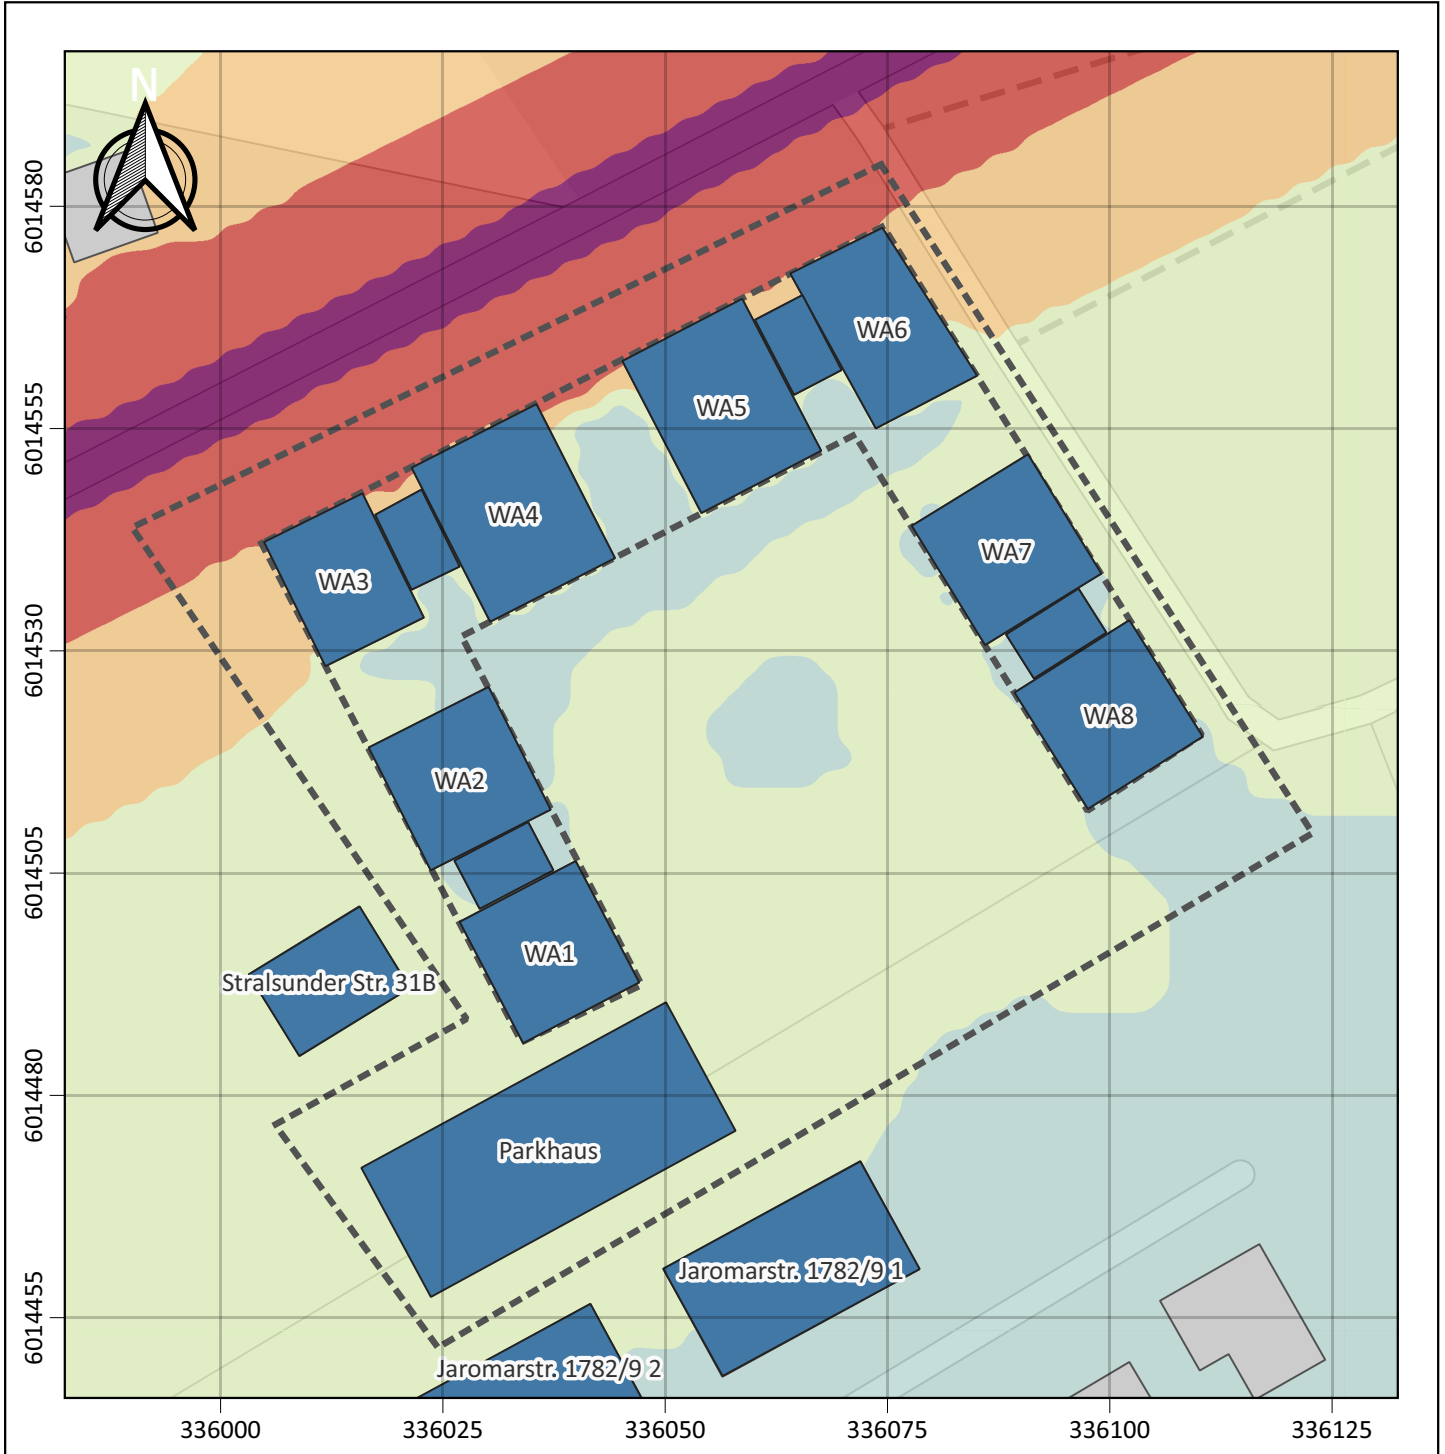 N
6014580
6014555
6014530
6014505
6014480
6014455
WA6
WA5
WA4
WA3
WA7
WA8
WA2
WA1
Stralsunder Str. 31B
Parkhaus
Jaromarstr. 1782/9 1
Jaromarstr. 1782/9 2
336000 336025 336050 336075 336100 336125